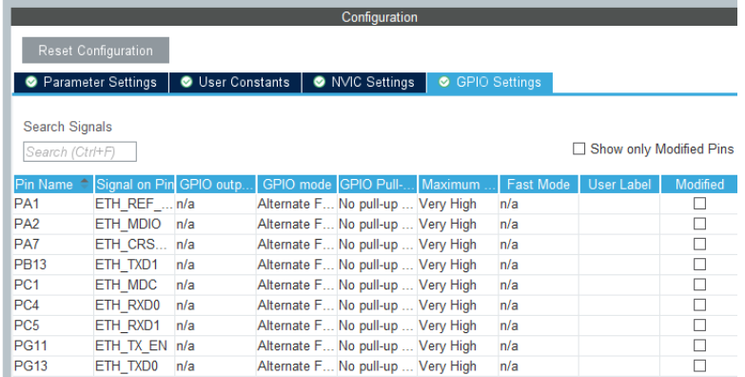 Configuration
Reset Configuration
Parameter Settings User Constants NVIC Settings GPIO Settings
Search Signals
Search (Ctrl+F)
Show only Modified Pins
Pin Name Signal on Pin GPIO outp... GPIO mode GPIO Pull-... Maximum ... Fast Mode User Label Modified
PA1 ETH_REF_... n/a Alternate F... No pull-up ... Very High n/a
PA2 ETH_MDIO n/a Alternate F... No pull-up ... Very High n/a
PA7 ETH_CRS... n/a Alternate F... No pull-up ... Very High n/a
PB13 ETH_TXD1 n/a Alternate F... No pull-up ... Very High n/a
PC1 ETH_MDC n/a Alternate F... No pull-up ... Very High n/a
PC4 ETH_RXD0 n/a Alternate F... No pull-up ... Very High n/a
PC5 ETH_RXD1 n/a Alternate F... No pull-up ... Very High n/a
PG11 ETH_TX_EN n/a Alternate F... No pull-up ... Very High n/a
PG13 ETH_TXD0 n/a Alternate F... No pull-up ... Very High n/a